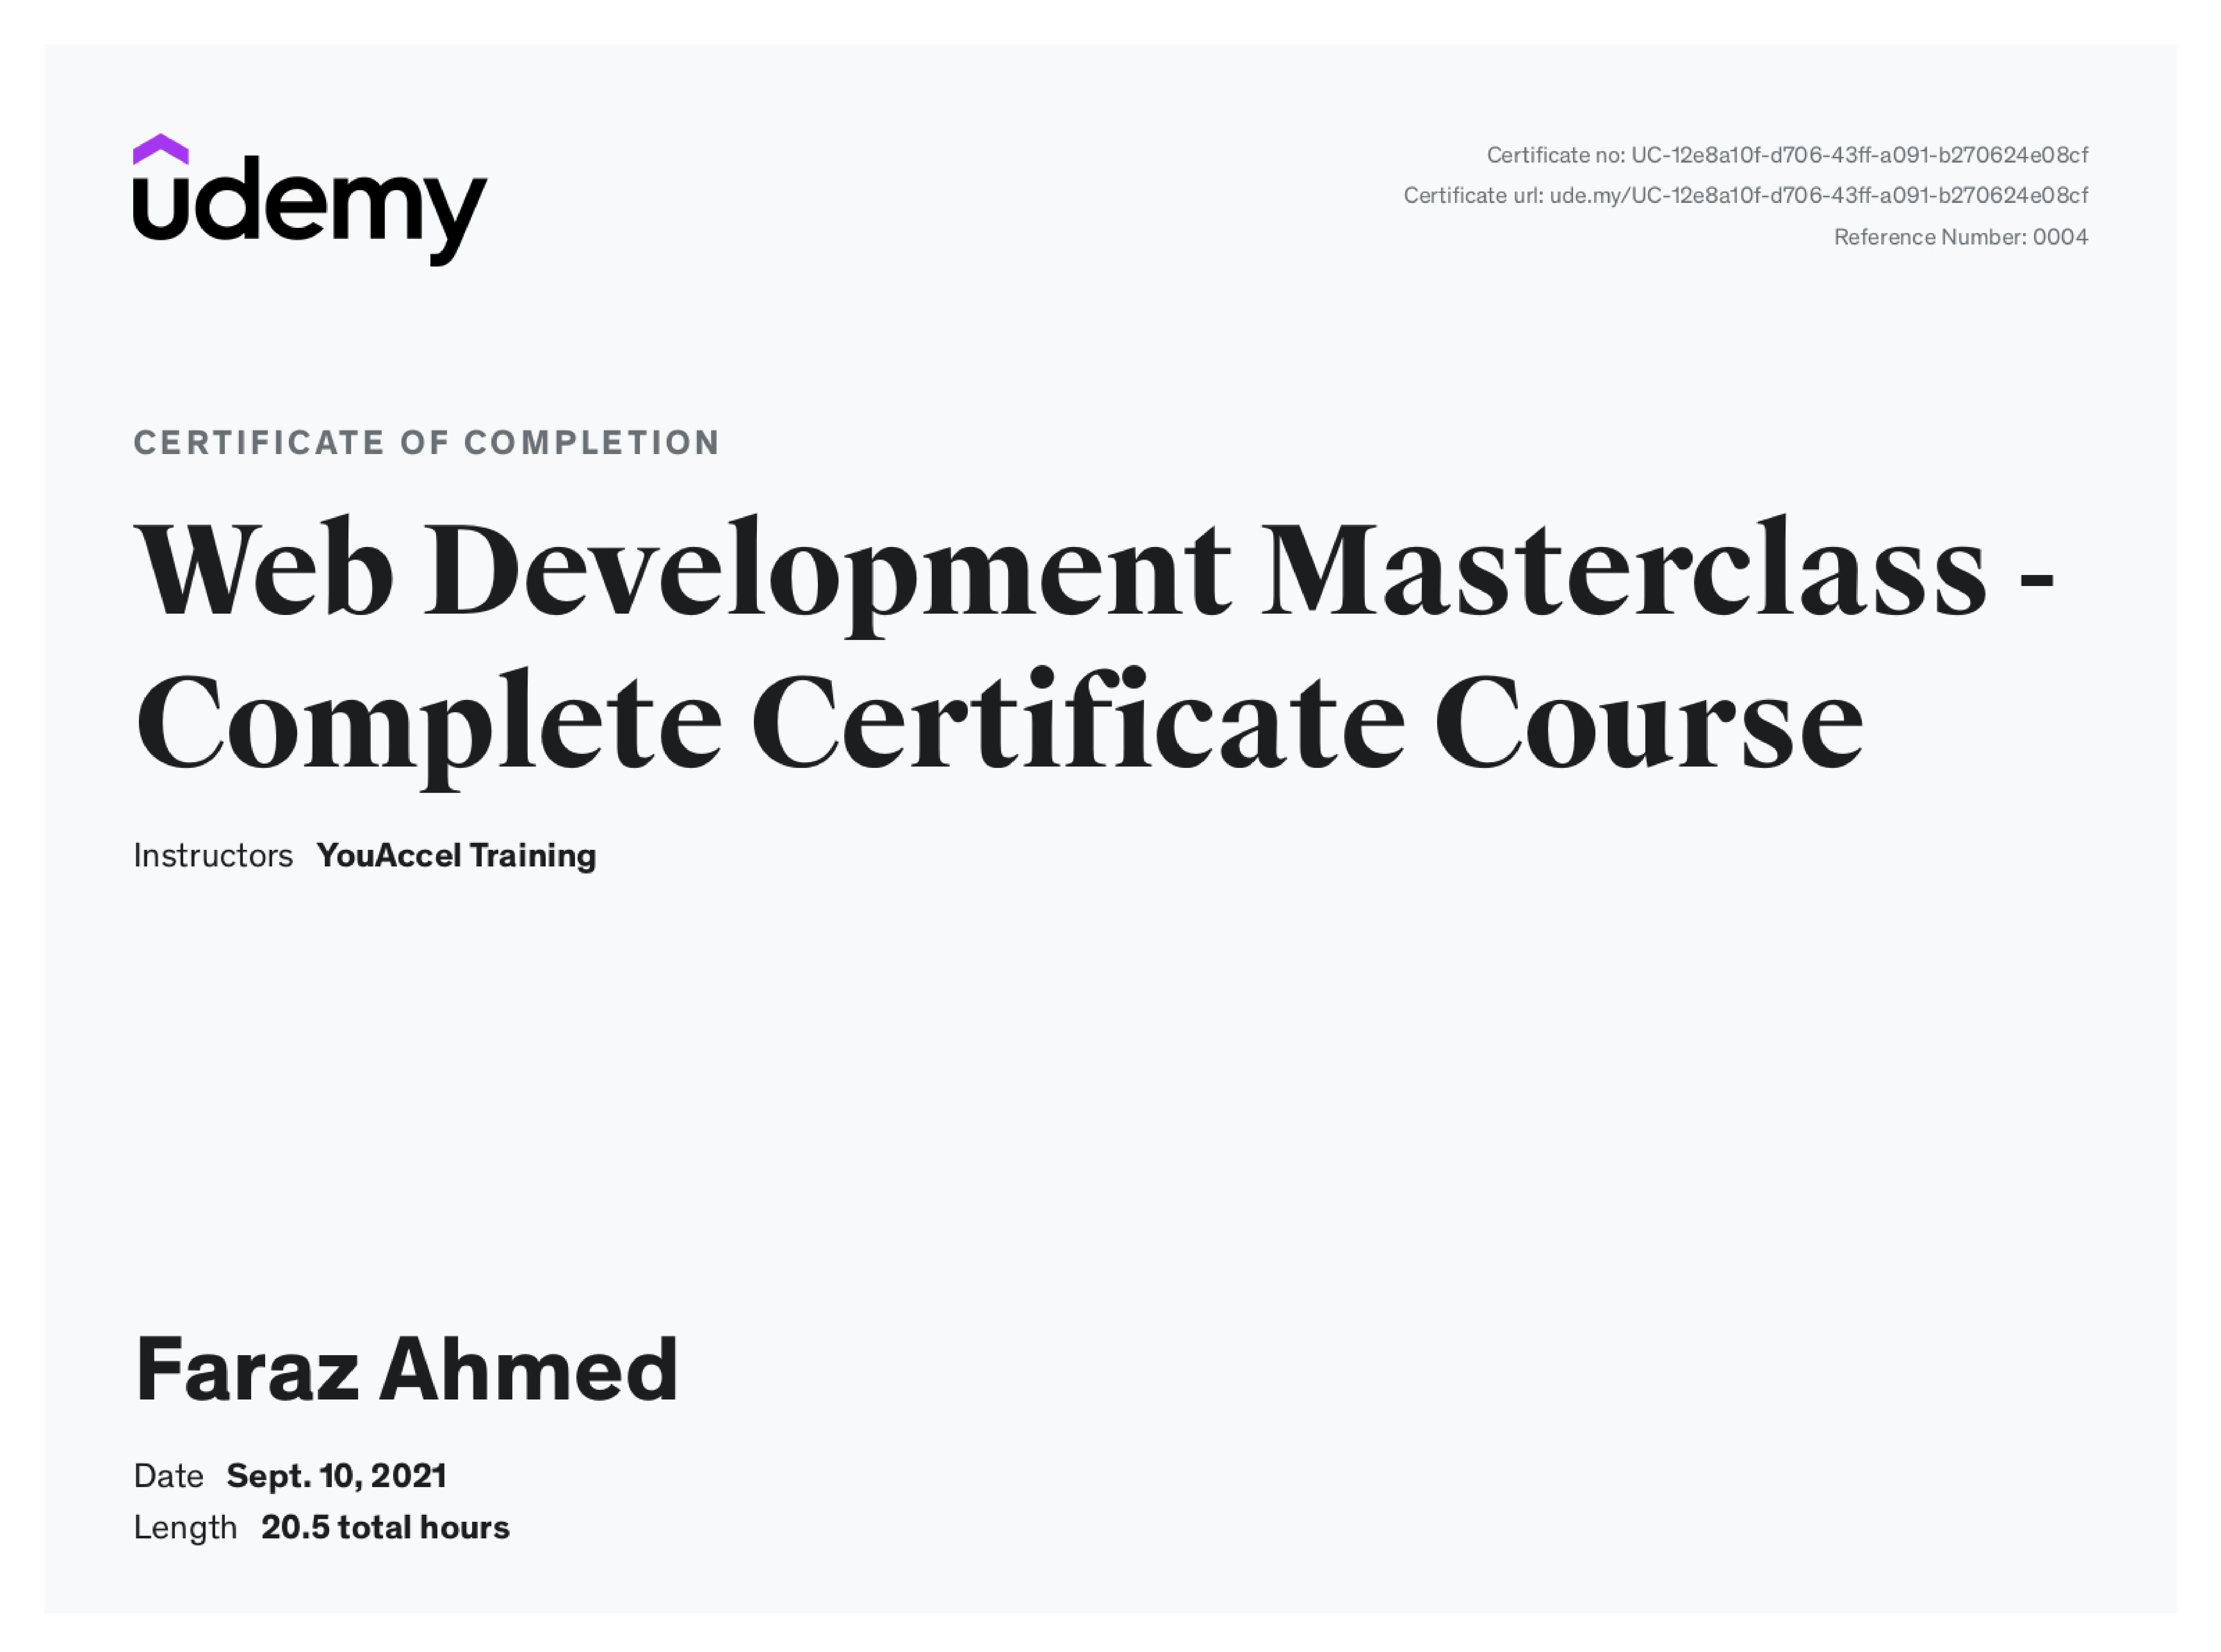 udemy
Certificate no: UC-12e8a10f-d706-43ff-a091-b270624e08cf
Certificate url: ude.my/UC-12e8a10f-d706-43ff-a091-b270624e08cf
Reference Number: 0004
CERTIFICATE OF COMPLETION
Web Development Masterclass -
Complete Certificate Course
Instructors YouAccel Training
Faraz Ahmed
Date Sept. 10, 2021
Length 20.5 total hours